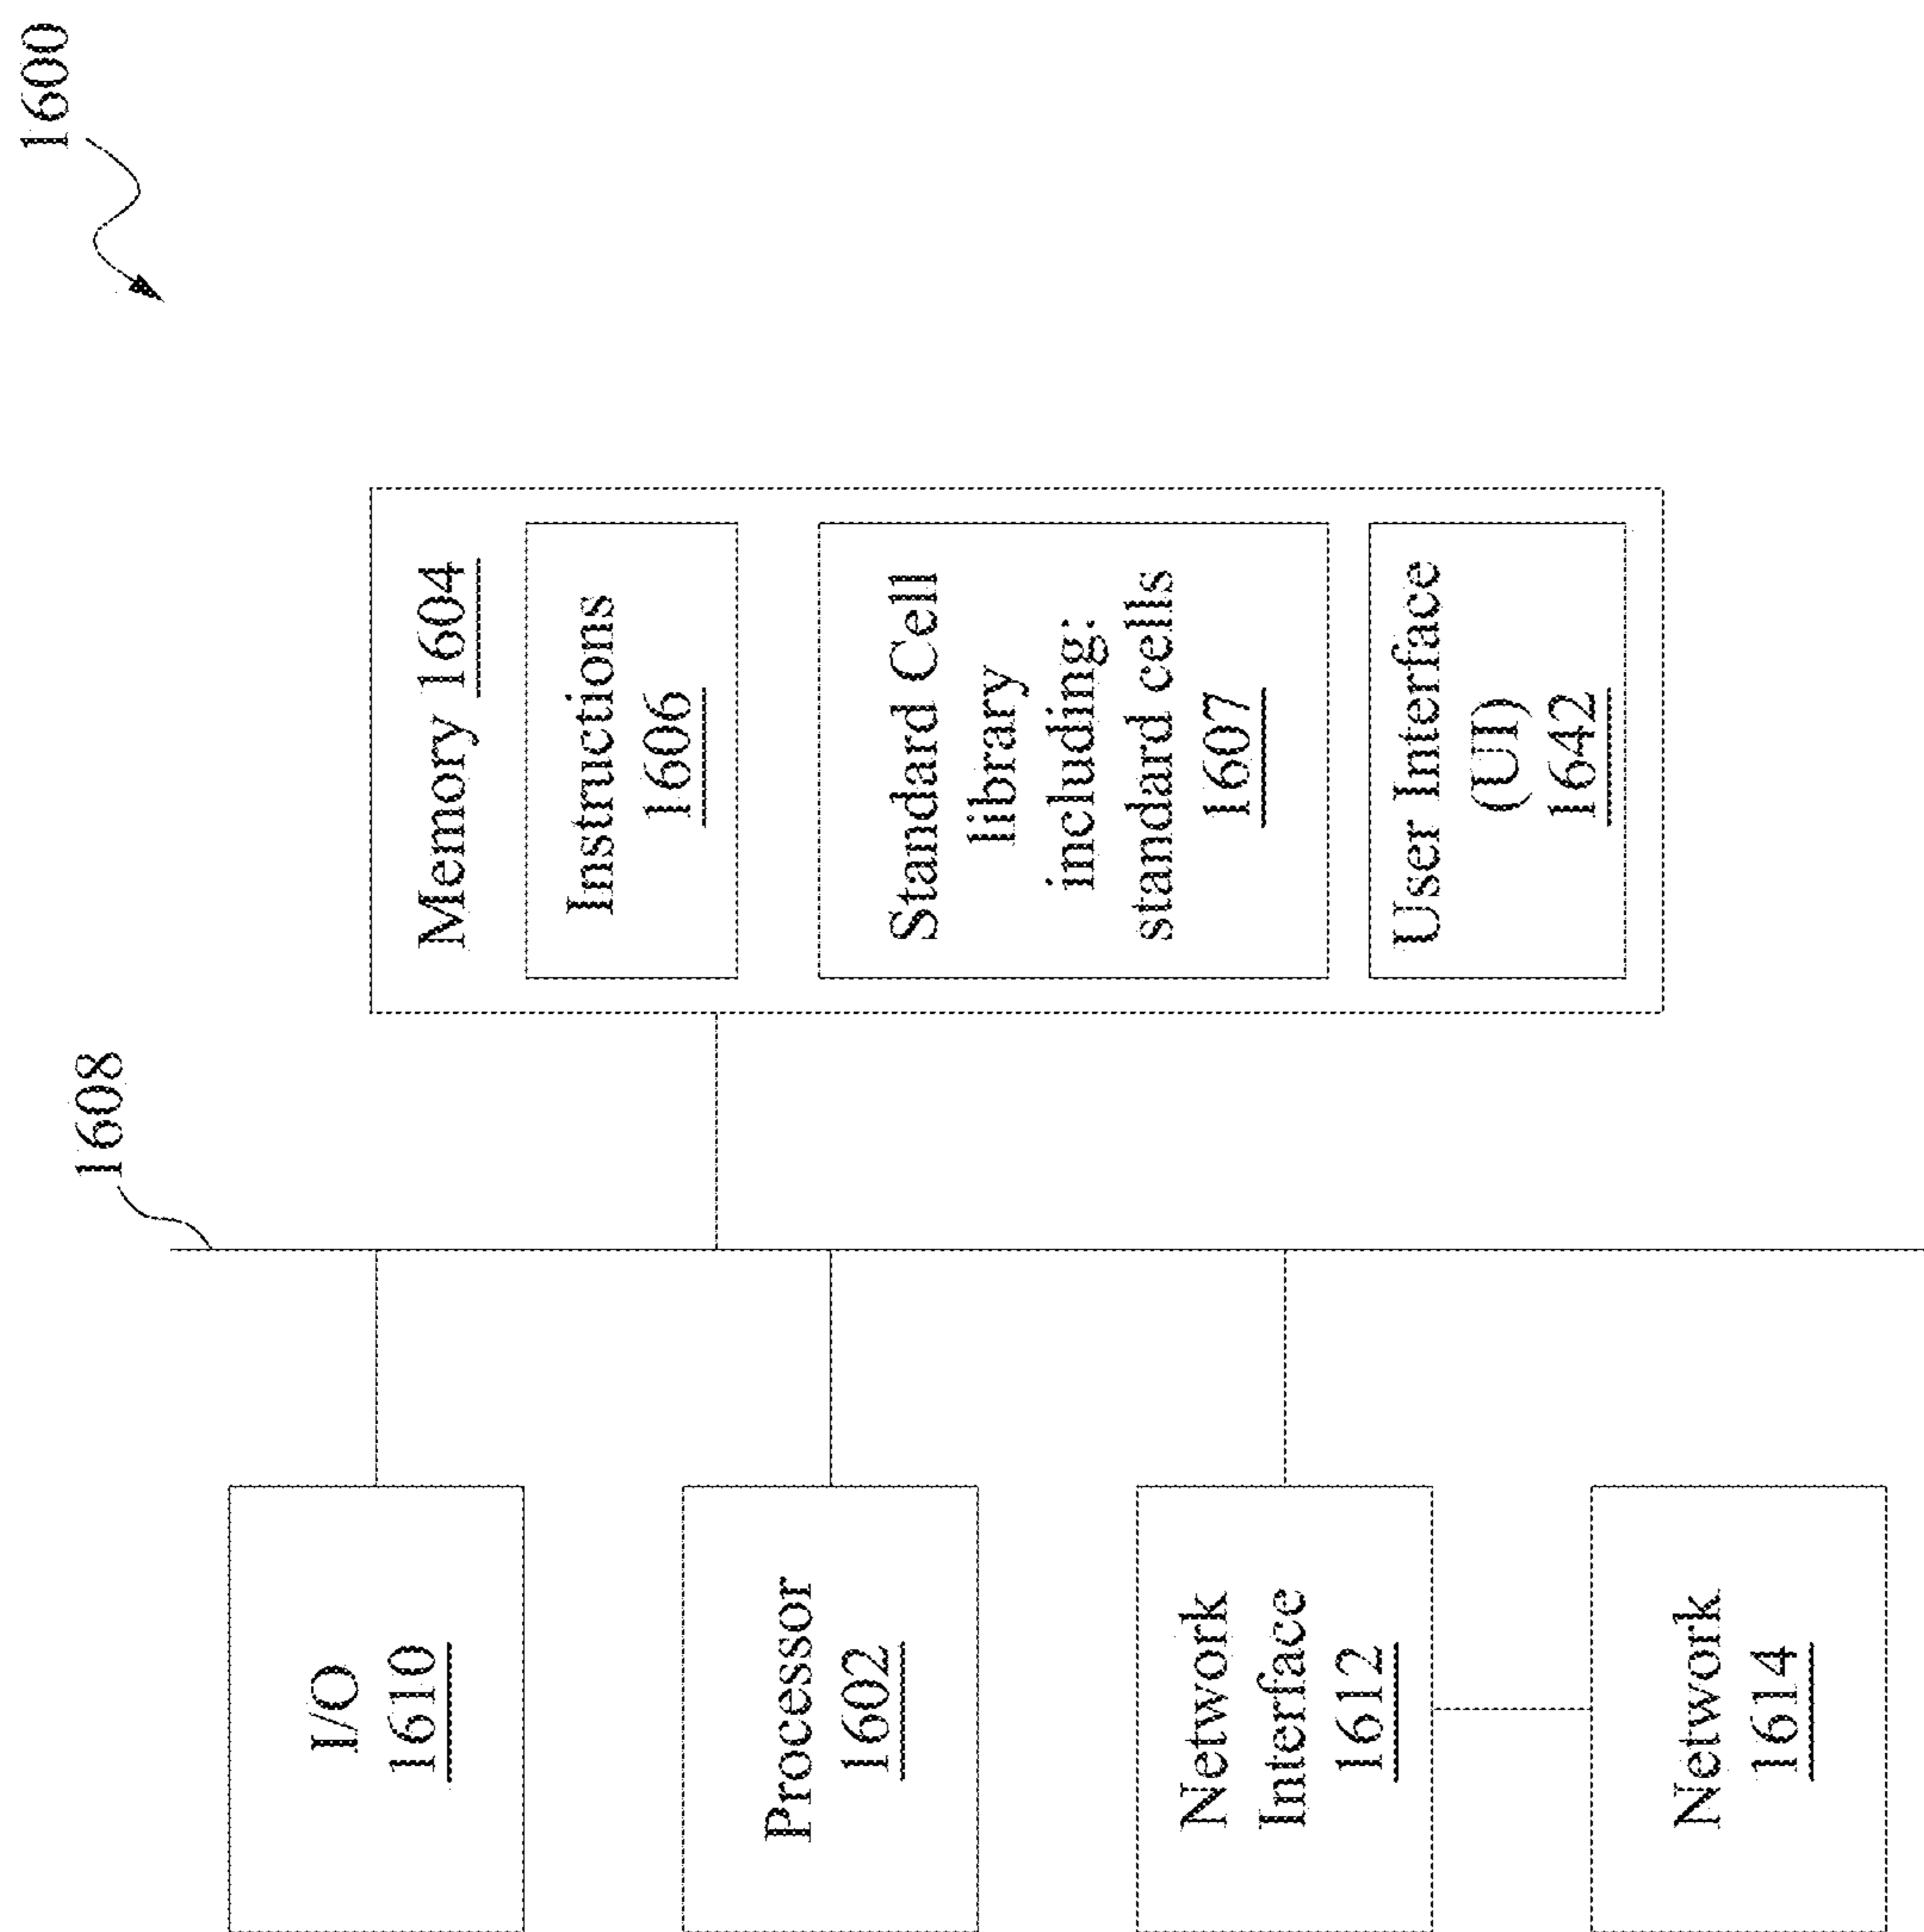 1600
1608
I/O
1610
Processor
1602
Network
Interface
1612
Network
1614
Memory 1604
Instructions
1606
Standard Cell
library
including:
standard cells
1607
User Interface
(UI)
1642